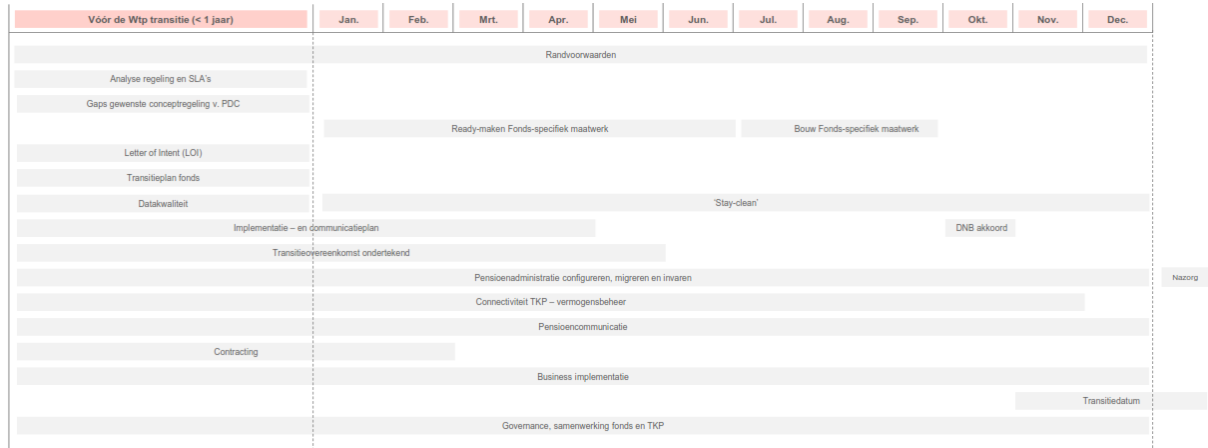 Vóór de Wtp transitie (< 1 jaar) Jan. Feb. Mrt. Apr. Mei Jun. Jul. Aug. Sep. Okt. Nov. Dec.
Randvoorwaarden
Analyse regeling en SLA's
Gaps gewenste conceptregeling v. PDC
Ready-maken Fonds-specifiek maatwerk Bouw Fonds-specifiek maatwerk
Letter of Intent (LOI)
Transitieplan fonds
Datakwaliteit 'Stay-clean'
Implementatie – en communicatieplan DNB akkoord
Transitieovereenkomst ondertekend
Pensioenadministratie configureren, migreren en invaren Nazorg
Connectiviteit TKP – vermogensbeheer
Pensioencommunicatie
Contracting
Business implementatie
Transitiedatum
Governance, samenwerking fonds en TKP